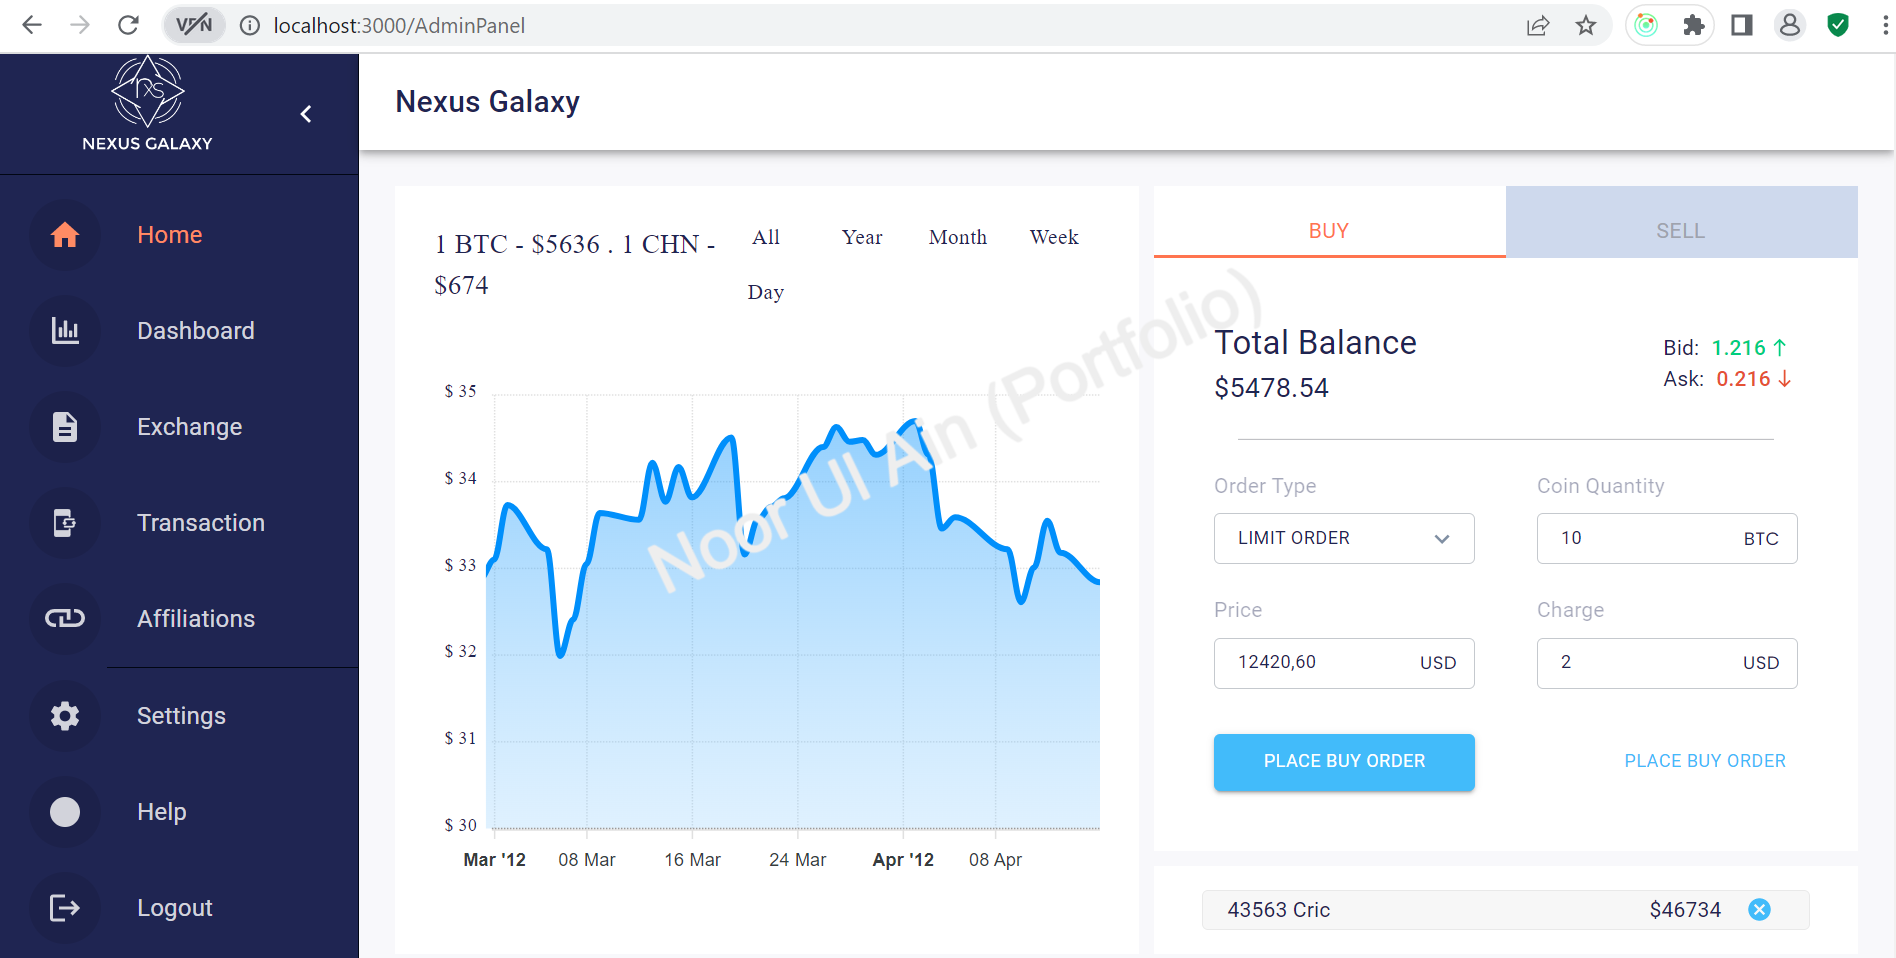 VPN
localhost:3000/AdminPanel
nxs
NEXUS GALAXY
Nexus Galaxy
Home
Dashboard
Exchange
Transaction
Affiliations
Settings
Help
Logout
1 BTC - $5636 . 1 CHN -
$674
All Year Month Week
Day
$ 35
$ 34
$ 33
$ 32
$ 31
$ 30
Mar '12 08 Mar 16 Mar 24 Mar Apr '12 08 Apr
Noor Ul Ain (Portfolio)
BUY SELL
Total Balance
$5478.54
Bid: 1.216 ↑
Ask: 0.216 ↓
Order Type Coin Quantity
LIMIT ORDER 10 BTC
Price Charge
12420,60 USD 2 USD
PLACE BUY ORDER PLACE BUY ORDER
43563 Cric $46734